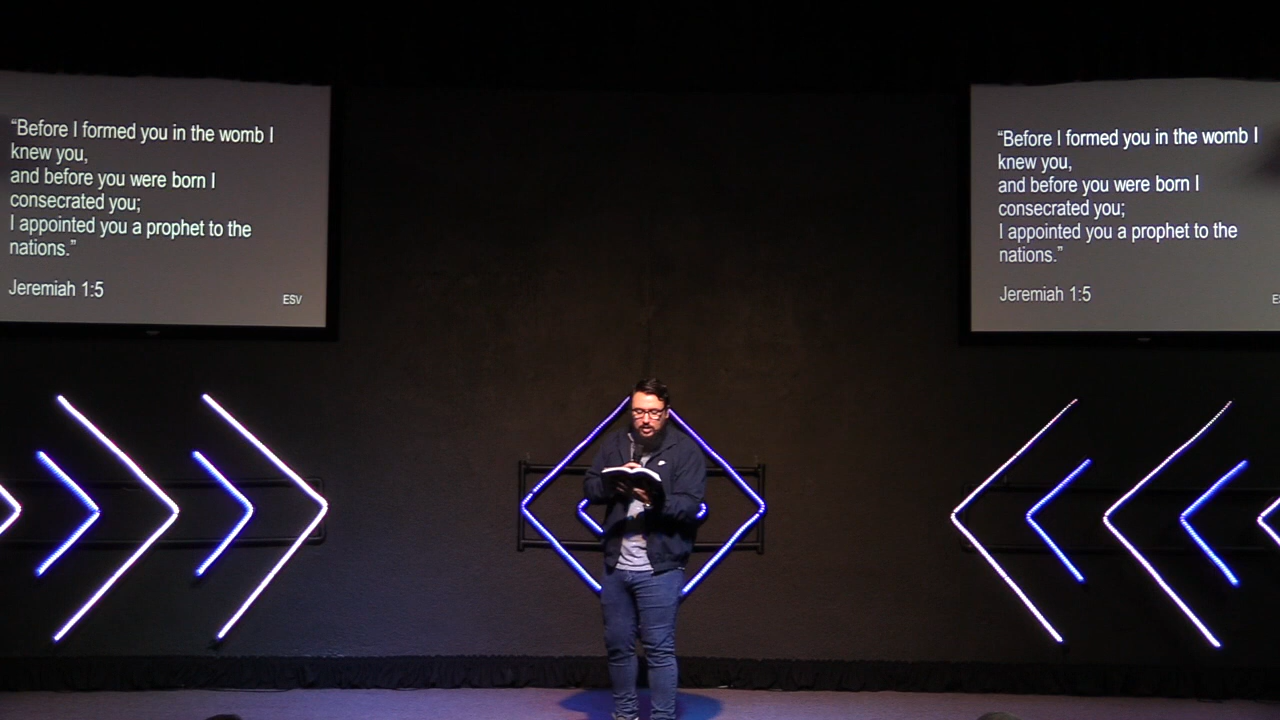 “Before I formed you in the womb I
knew you,
and before you were born I
consecrated you;
I appointed you a prophet to the
nations.”
Jeremiah 1:5
ESV
“Before I formed you in the womb I
knew you,
and before you were born I
consecrated you;
I appointed you a prophet to the
nations.”
Jeremiah 1:5